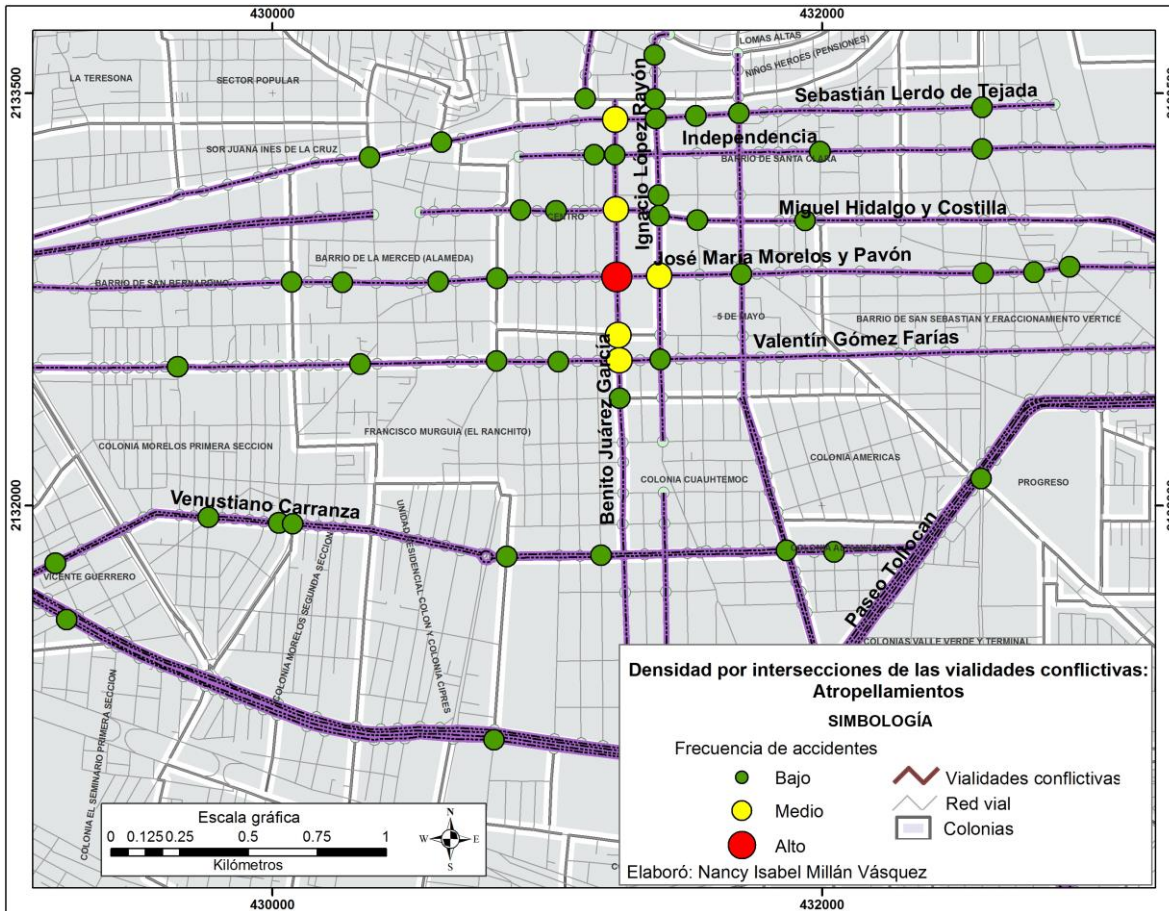 430000
432000
LOMAS ALTAS
NIÑOS HEROES (PENSIONES)
LA TERESONA
SECTOR POPULAR
2133500
Sebastián Lerdo de Tejada
Ignacio López Rayón
Independencia
SOR JUANA INES DE LA CRUZ
BARRIO DE SANTA CLARA
CENTRO
Miguel Hidalgo y Costilla
José María Morelos y Pavón
BARRIO DE LA MERCED (ALAMEDA)
BARRIO DE SAN BERNARDINO
5 DE MAYO
BARRIO DE SAN SEBASTIAN Y FRACCIONAMIENTO VERTICE
Valentín Gómez Farías
Benito Juárez García
FRANCISCO MURGUIA (EL RANCHITO)
COLONIA MORELOS PRIMERA SECCION
COLONIA AMERICAS
COLONIA CUAUHTEMOC
PROGRESO
2132000
Venustiano Carranza
UNIDAD RESIDENCIAL COLON Y COLONIA CIPRES
COLONIA
VICENTE GUERRERO
COLONIA MORELOS SEGUNDA SECCION
Paseo Tollocan
COLONIAS VALLE VERDE Y TERMINAL
COLONIA EL SEMINARIO PRIMERA SECCION
Densidad por intersecciones de las vialidades conflictivas:
Atropellamientos
SIMBOLOGÍA
Frecuencia de accidentes
Bajo
Vialidades conflictivas
Medio
Red vial
Alto
Colonias
Elaboró: Nancy Isabel Millán Vásquez
Escala gráfica
0 0.125 0.25 0.5 0.75 1
Kilómetros
N
W E
S
430000
432000